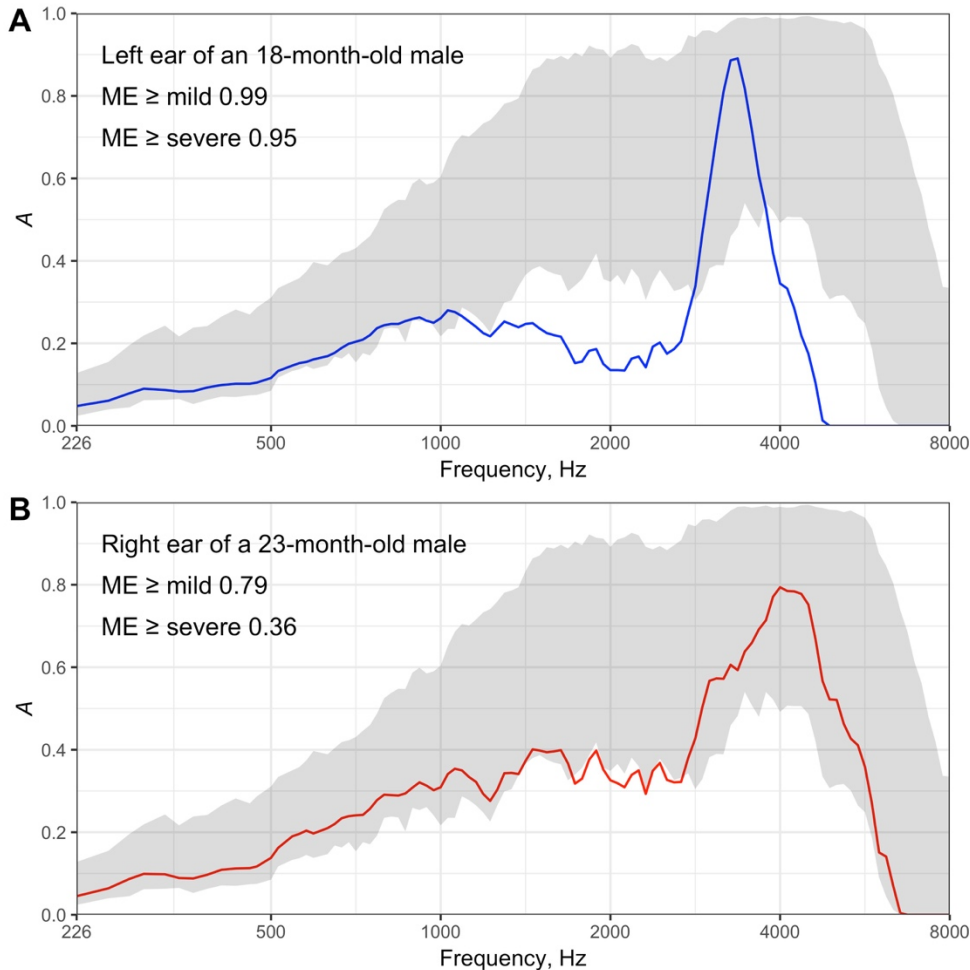 A
1.0
Left ear of an 18-month-old male
0.8
ME ≥ mild 0.99
ME ≥ severe 0.95
0.6
A
0.4
0.2
0.0
226 500 1000 2000 4000 8000
Frequency, Hz
B
1.0
Right ear of a 23-month-old male
0.8
ME ≥ mild 0.79
ME ≥ severe 0.36
0.6
A
0.4
0.2
0.0
226 500 1000 2000 4000 8000
Frequency, Hz